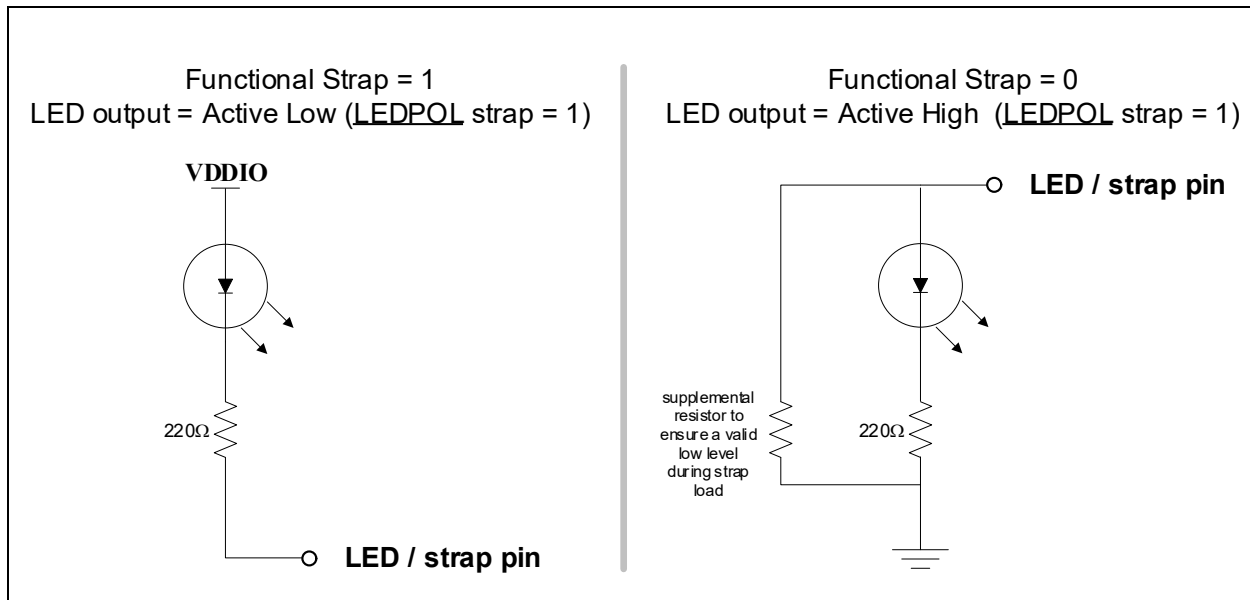 Functional Strap = 1
LED output = Active Low (LEDPOL strap = 1)
VDDIO
220Ω
LED / strap pin
Functional Strap = 0
LED output = Active High (LEDPOL strap = 1)
LED / strap pin
supplemental
resistor to
ensure a valid
low level
during strap
load
220Ω